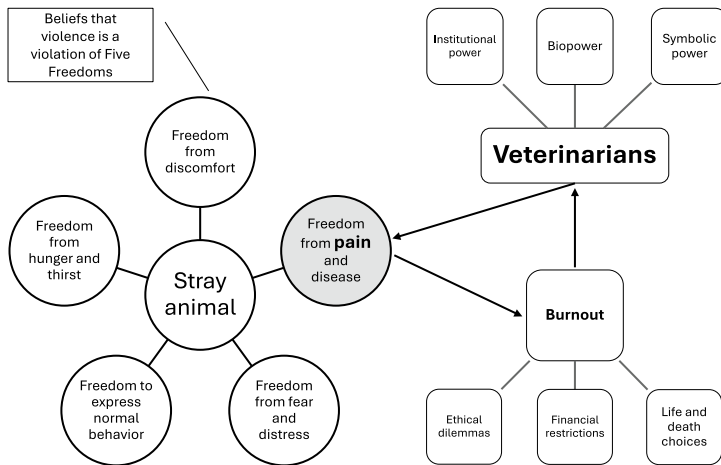 Beliefs that
violence is a
violation of Five
Freedoms
Institutional
power
Biopower
Symbolic
power
Veterinarians
Freedom
from
discomfort
Freedom
from
hunger and
thirst
Stray
animal
Freedom
from pain
and
disease
Freedom to
express
normal
behavior
Freedom
from fear
and
distress
Burnout
Ethical
dilemmas
Financial
restrictions
Life and
death
choices